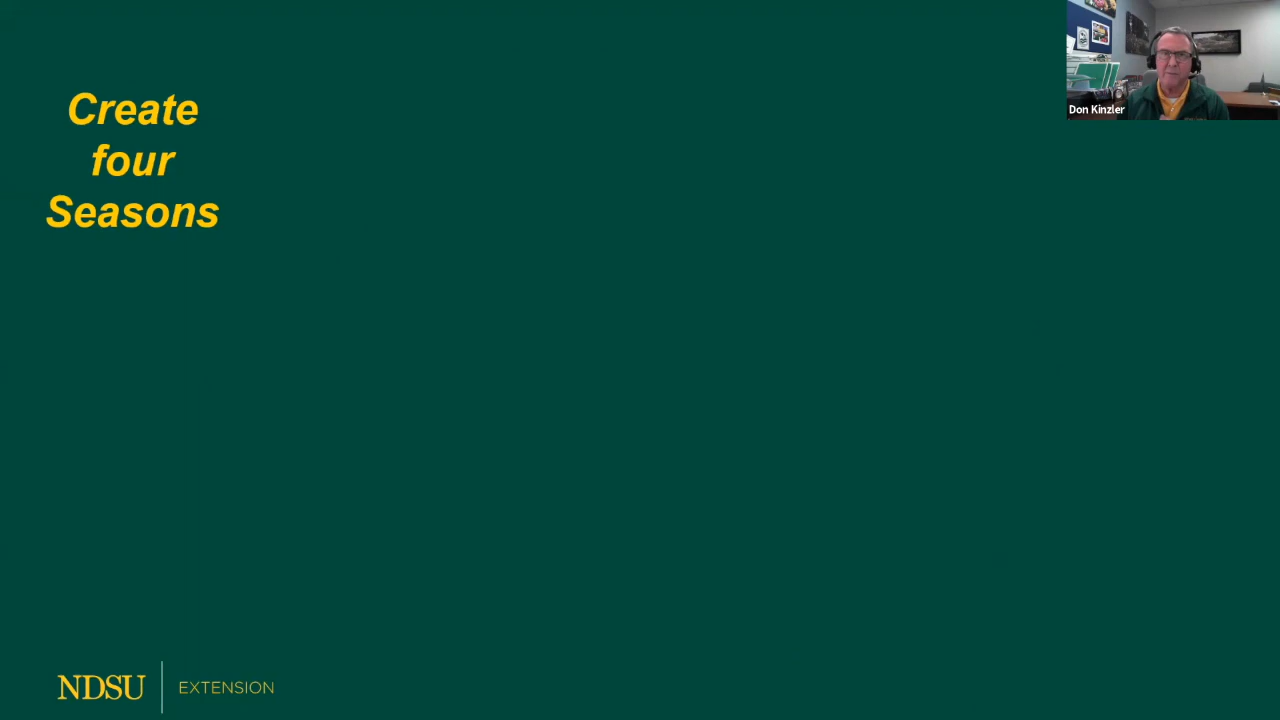 Create
four
Seasons
Don Kinzler
NDSU
EXTENSION